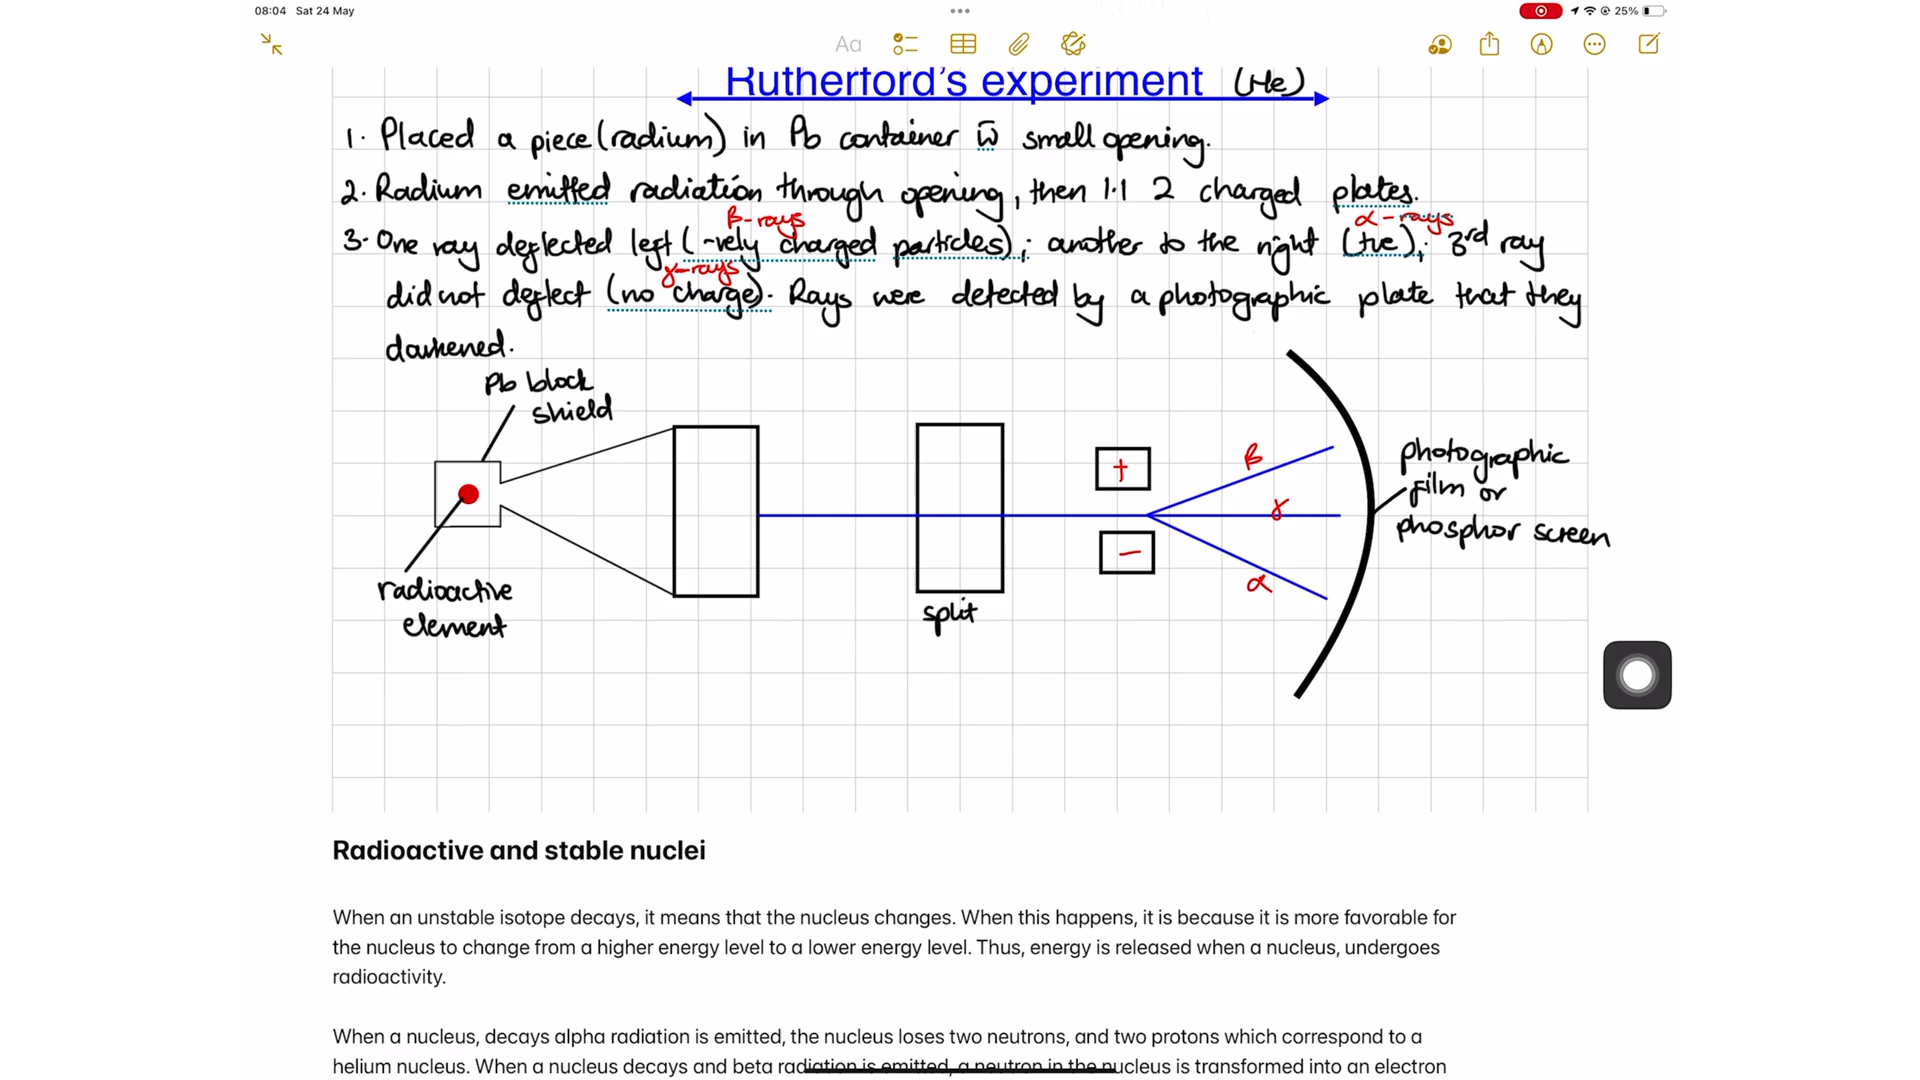 08:04 Sat 24 May
25%
Aa
Rutherford's experiment (He)
1. Placed a piece (radium) in Pb container w̄ small opening.
2. Radium emitted radiation through opening, then 1·1 2 charged plates.
β-rays α-rays
3. One ray deflected left (-vely charged particles); another to the right (+ve); 3rd ray
γ-rays
did not deflect (no charge). Rays were detected by a photographic plate that they
darkened.
Pb block
shield
radioactive
element
split
+
−
β
γ
α
photographic
film or
phosphor screen
Radioactive and stable nuclei
When an unstable isotope decays, it means that the nucleus changes. When this happens, it is because it is more favorable for
the nucleus to change from a higher energy level to a lower energy level. Thus, energy is released when a nucleus, undergoes
radioactivity.
When a nucleus, decays alpha radiation is emitted, the nucleus loses two neutrons, and two protons which correspond to a
helium nucleus. When a nucleus decays and beta radiation is emitted, a neutron in the nucleus is transformed into an electron